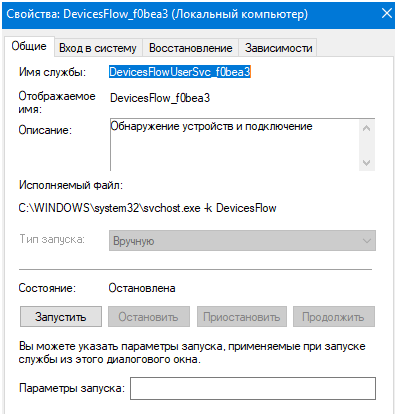 Свойства: DevicesFlow_f0bea3 (Локальный компьютер)
Общие Вход в систему Восстановление Зависимости
Имя службы: DevicesFlowUserSvc_f0bea3
Отображаемое имя: DevicesFlow_f0bea3
Описание: Обнаружение устройств и подключение
Исполняемый файл:
C:\WINDOWS\system32\svchost.exe -k DevicesFlow
Тип запуска: Вручную
Состояние: Остановлена
Запустить Остановить Приостановить Продолжить
Вы можете указать параметры запуска, применяемые при запуске
службы из этого диалогового окна.
Параметры запуска: